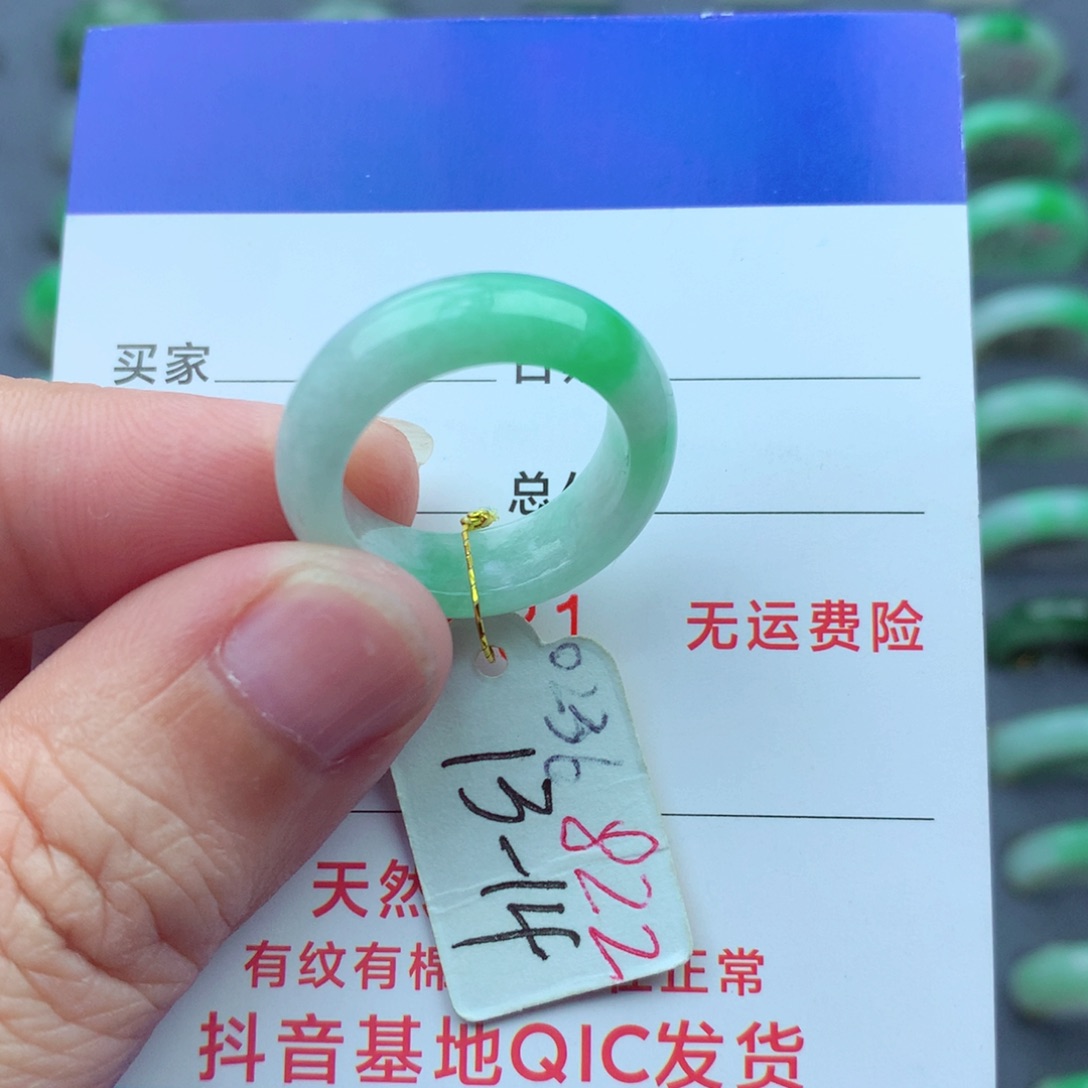 买家
总
1 无运费险
0236
822
13-14
天然
有纹有棉 正常
抖音基地QIC发货